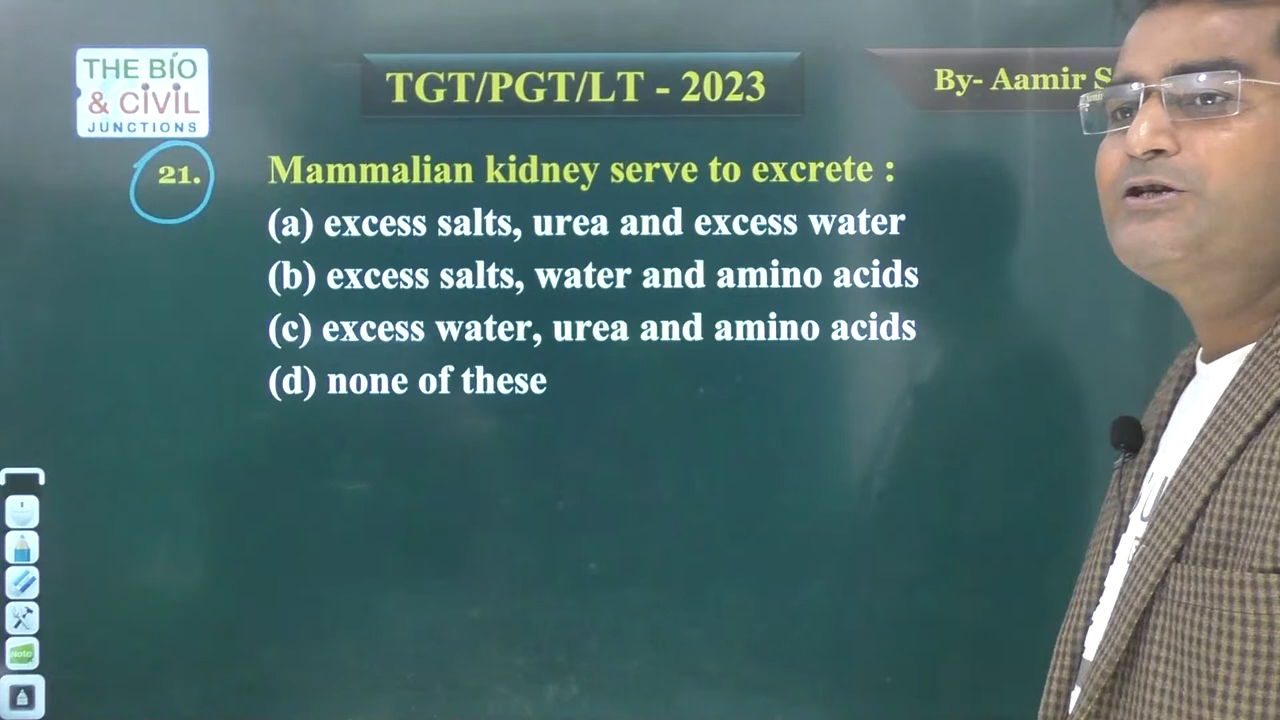 THE BIO
& CIVIL
JUNCTIONS
TGT/PGT/LT - 2023
By- Aamir
21.
Mammalian kidney serve to excrete :
(a) excess salts, urea and excess water
(b) excess salts, water and amino acids
(c) excess water, urea and amino acids
(d) none of these
Note